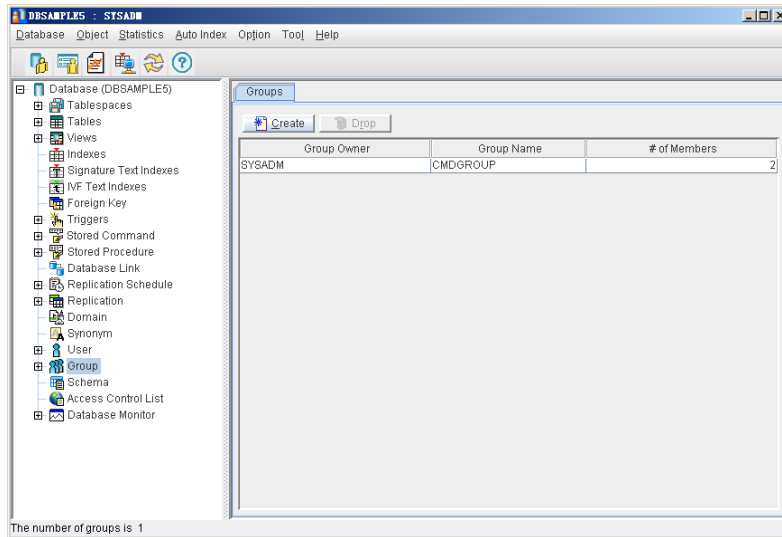 DBSAMPLE5 : SYSADM
Database Object Statistics Auto Index Option Tool Help
Database (DBSAMPLE5)
Tablespaces
Tables
Views
Indexes
Signature Text Indexes
IVF Text Indexes
Foreign Key
Triggers
Stored Command
Stored Procedure
Database Link
Replication Schedule
Replication
Domain
Synonym
User
Group
Schema
Access Control List
Database Monitor
Groups
Create Drop
Group Owner Group Name # of Members
SYSADM CMDGROUP 2
The number of groups is 1